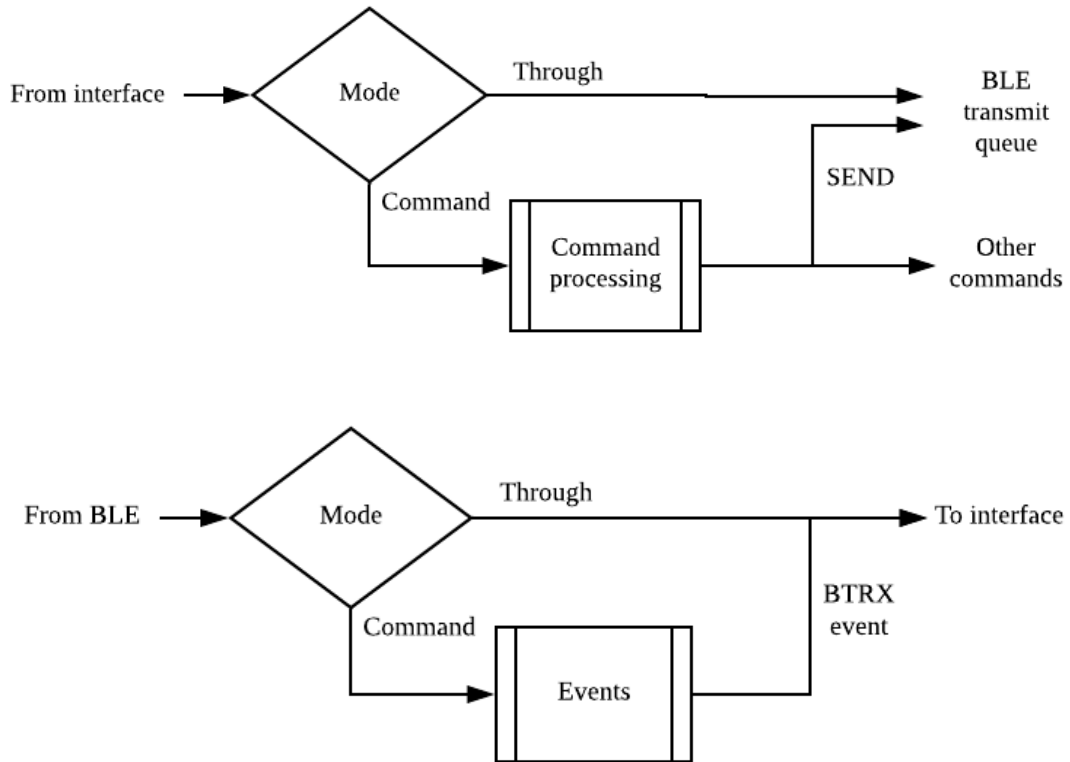 From interface
Mode
Through
BLE
transmit
queue
Command
SEND
Command
processing
Other
commands
From BLE
Mode
Through
To interface
Command
BTRX
event
Events